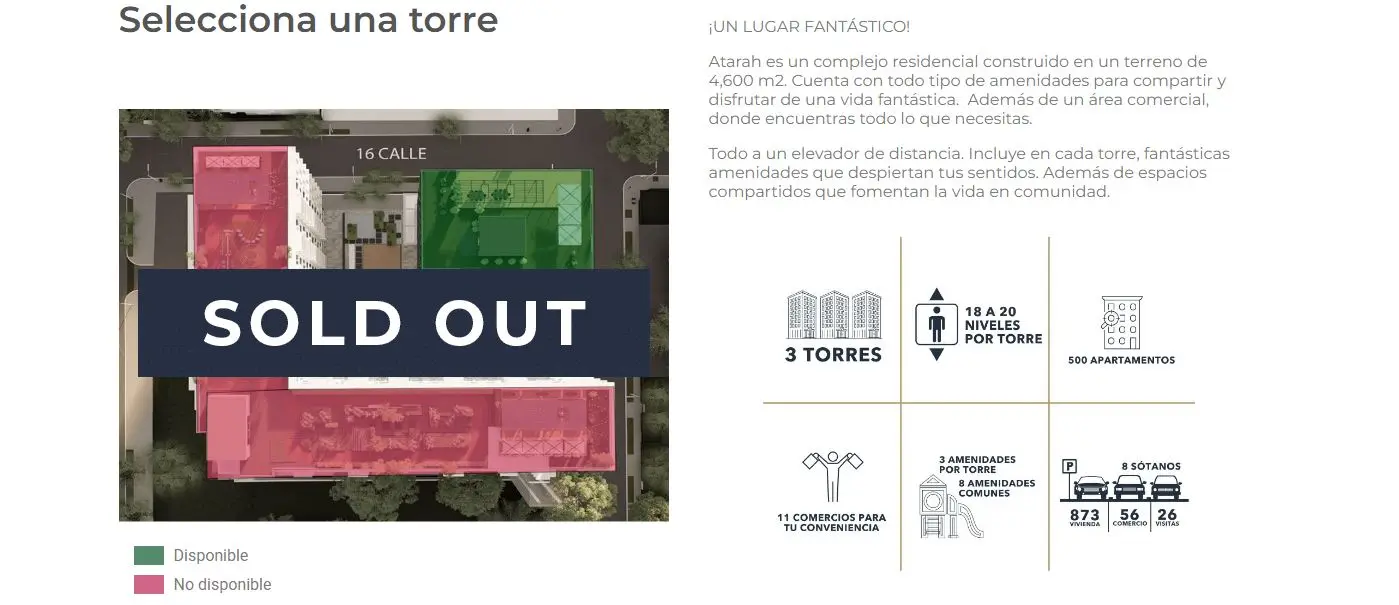 Selecciona una torre
16 CALLE
SOLD OUT
Disponible
No disponible
¡UN LUGAR FANTÁSTICO!
Atarah es un complejo residencial construido en un terreno de
4,600 m2. Cuenta con todo tipo de amenidades para compartir y
disfrutar de una vida fantástica.  Además de un área comercial,
donde encuentras todo lo que necesitas.
Todo a un elevador de distancia. Incluye en cada torre, fantásticas
amenidades que despiertan tus sentidos. Además de espacios
compartidos que fomentan la vida en comunidad.
3 TORRES
18 A 20
NIVELES
POR TORRE
500 APARTAMENTOS
11 COMERCIOS PARA
TU CONVENIENCIA
3 AMENIDADES
POR TORRE
8 AMENIDADES
COMUNES
P
8 SÓTANOS
873 56 26
VIVIENDA COMERCIO VISITAS